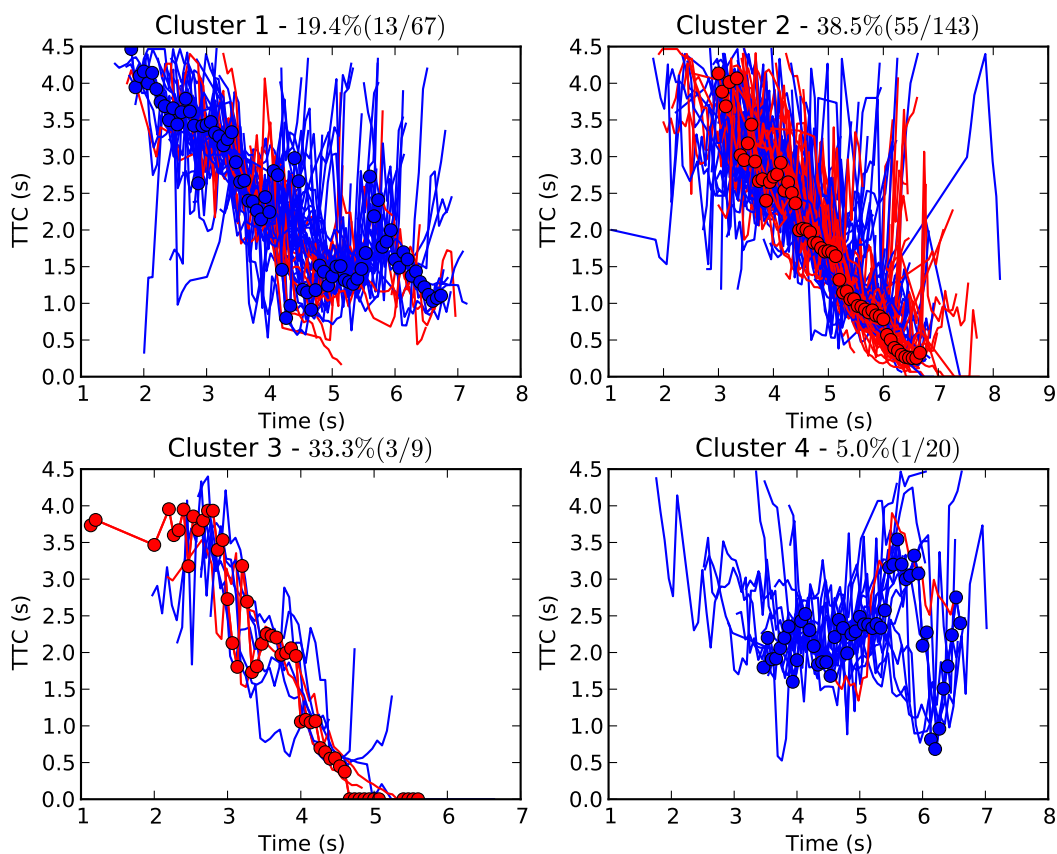 Cluster 1 - 19.4%(13/67)
4.5
4.0
3.5
3.0
2.5
2.0
1.5
1.0
0.5
0.0
TTC (s)
1 2 3 4 5 6 7 8
Time (s)
Cluster 2 - 38.5%(55/143)
4.5
4.0
3.5
3.0
2.5
2.0
1.5
1.0
0.5
0.0
TTC (s)
1 2 3 4 5 6 7 8 9
Time (s)
Cluster 3 - 33.3%(3/9)
4.5
4.0
3.5
3.0
2.5
2.0
1.5
1.0
0.5
0.0
TTC (s)
1 2 3 4 5 6 7
Time (s)
Cluster 4 - 5.0%(1/20)
4.5
4.0
3.5
3.0
2.5
2.0
1.5
1.0
0.5
0.0
TTC (s)
1 2 3 4 5 6 7 8
Time (s)